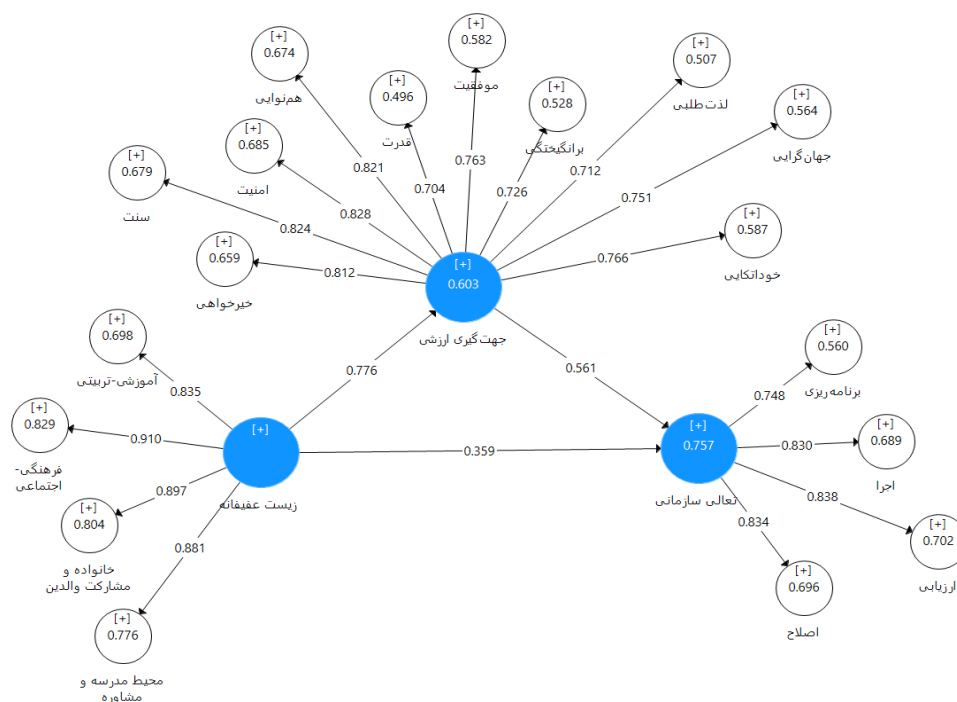 [+]
0.674
هم‌نوایی
[+]
0.582
موفقیت
[+]
0.507
لذت‌طلبی
[+]
0.496
قدرت
[+]
0.528
برانگیختگی
[+]
0.564
جهان‌گرایی
[+]
0.685
امنیت
[+]
0.679
سنت
[+]
0.659
خیرخواهی
[+]
0.587
خوداتکایی
0.821
0.704
0.763
0.726
0.712
0.751
0.828
0.824
0.812
0.766
[+]
0.603
جهت‌گیری ارزشی
[+]
0.698
آموزشی-تربیتی
[+]
0.829
فرهنگی-
اجتماعی
[+]
0.804
خانواده و
مشارکت والدین
[+]
0.776
محیط مدرسه و
مشاوره
0.835
0.910
0.897
0.881
[+]
زیست عفیفانه
0.776
0.561
0.359
[+]
0.757
تعالی سازمانی
0.748
0.830
0.838
0.834
[+]
0.560
برنامه‌ریزی
[+]
0.689
اجرا
[+]
0.702
ارزیابی
[+]
0.696
اصلاح